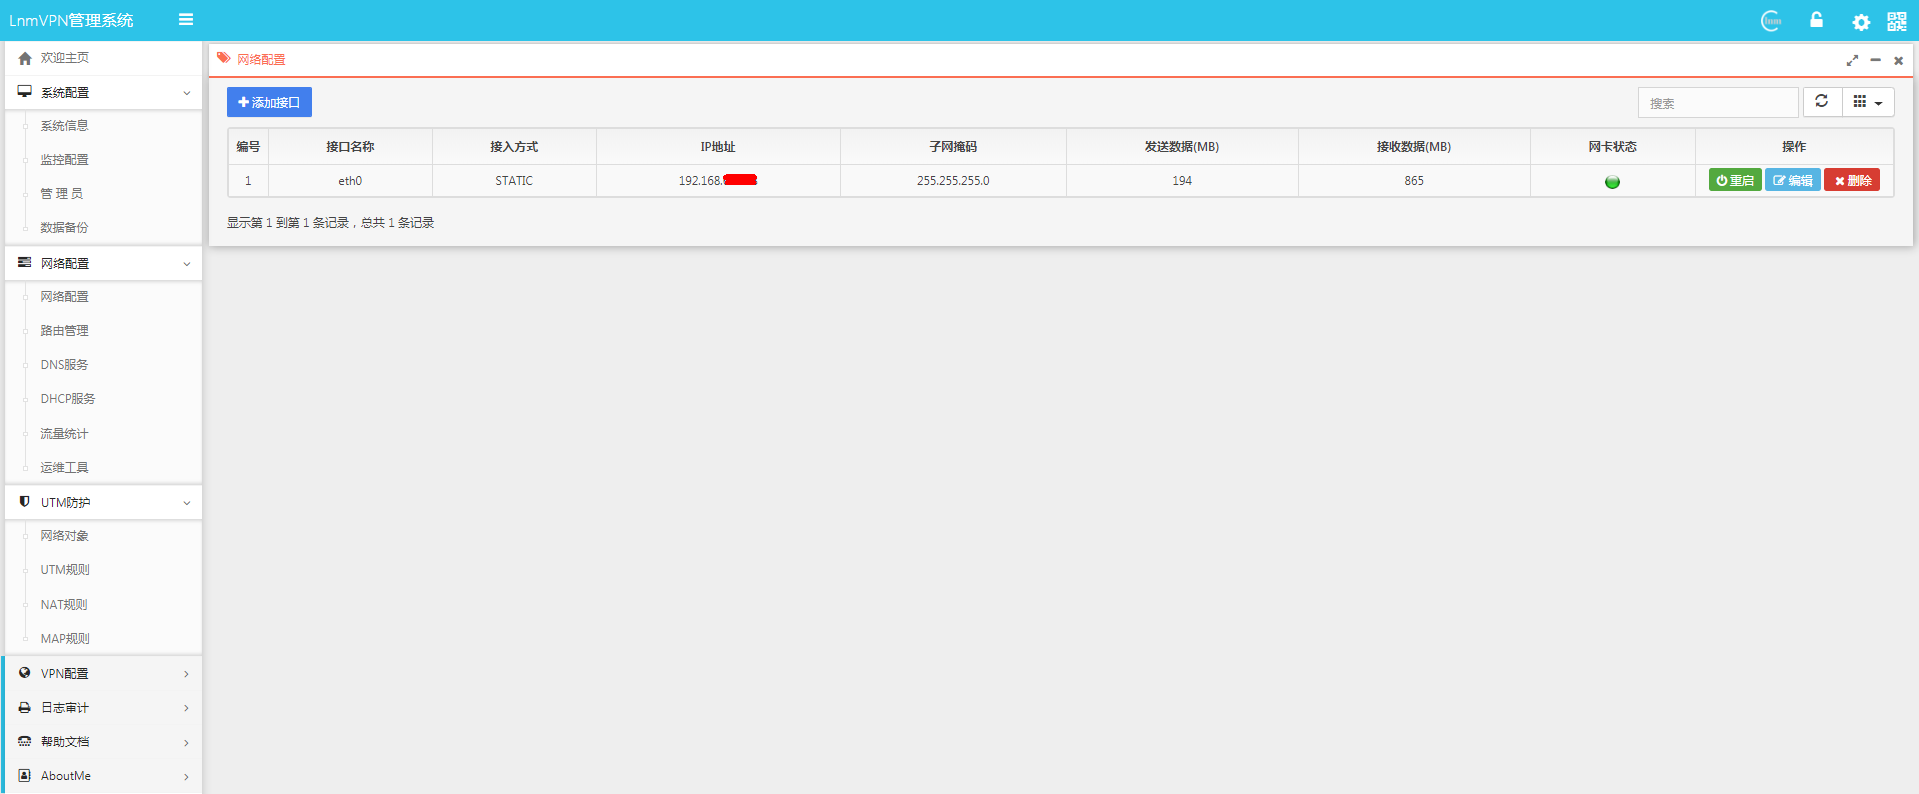 LnmVPN管理系统
lnm
欢迎主页
系统配置
系统信息
监控配置
管 理 员
数据备份
网络配置
网络配置
路由管理
DNS服务
DHCP服务
流量统计
运维工具
UTM防护
网络对象
UTM规则
NAT规则
MAP规则
VPN配置
日志审计
帮助文档
AboutMe
网络配置
添加接口
搜索
编号 接口名称 接入方式 IP地址 子网掩码 发送数据(MB) 接收数据(MB) 网卡状态 操作
1 eth0 STATIC 192.168. 255.255.255.0 194 865 重启 编辑 删除
显示第 1 到第 1 条记录，总共 1 条记录